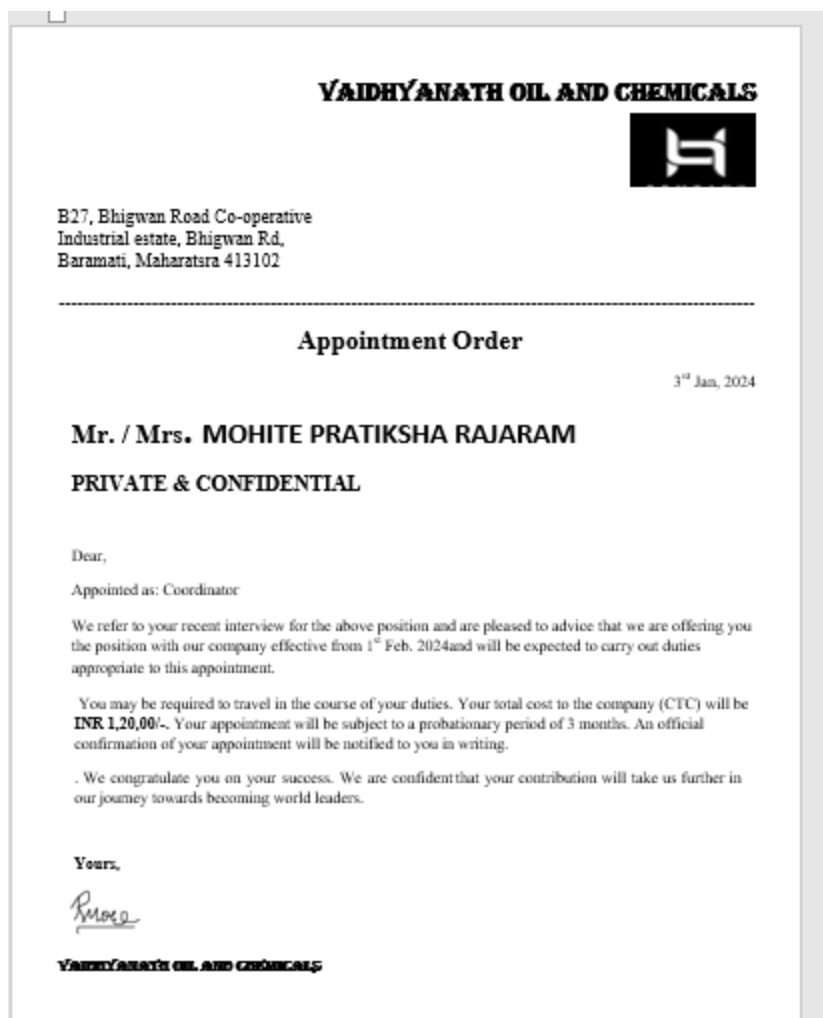 VAIDHYANATH OIL AND CHEMICALS
B27, Bhigwan Road Co-operative
Industrial estate, Bhigwan Rd,
Baramati, Maharatsra 413102
Appointment Order
3rd Jan, 2024
Mr. / Mrs. MOHITE PRATIKSHA RAJARAM
PRIVATE & CONFIDENTIAL
Dear,
Appointed as: Coordinator
We refer to your recent interview for the above position and are pleased to advice that we are offering you
the position with our company effective from 1st Feb. 2024and will be expected to carry out duties
appropriate to this appointment.
You may be required to travel in the course of your duties. Your total cost to the company (CTC) will be
INR 1,20,00/-. Your appointment will be subject to a probationary period of 3 months. An official
confirmation of your appointment will be notified to you in writing.
. We congratulate you on your success. We are confident that your contribution will take us further in
our journey towards becoming world leaders.
Yours,
VAIDHYANATH OIL AND CHEMICALS